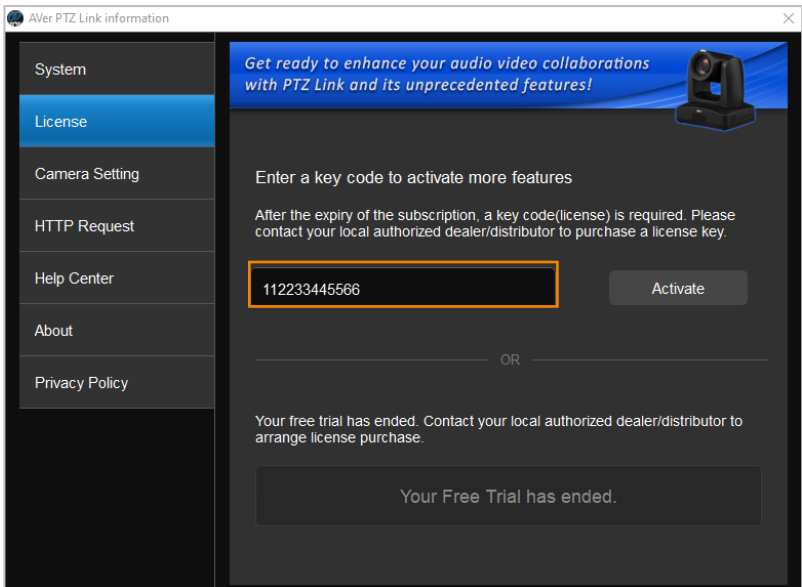 AVer PTZ Link information
System
License
Camera Setting
HTTP Request
Help Center
About
Privacy Policy
Get ready to enhance your audio video collaborations
with PTZ Link and its unprecedented features!
Enter a key code to activate more features
After the expiry of the subscription, a key code(license) is required. Please
contact your local authorized dealer/distributor to purchase a license key.
112233445566
Activate
OR
Your free trial has ended. Contact your local authorized dealer/distributor to
arrange license purchase.
Your Free Trial has ended.